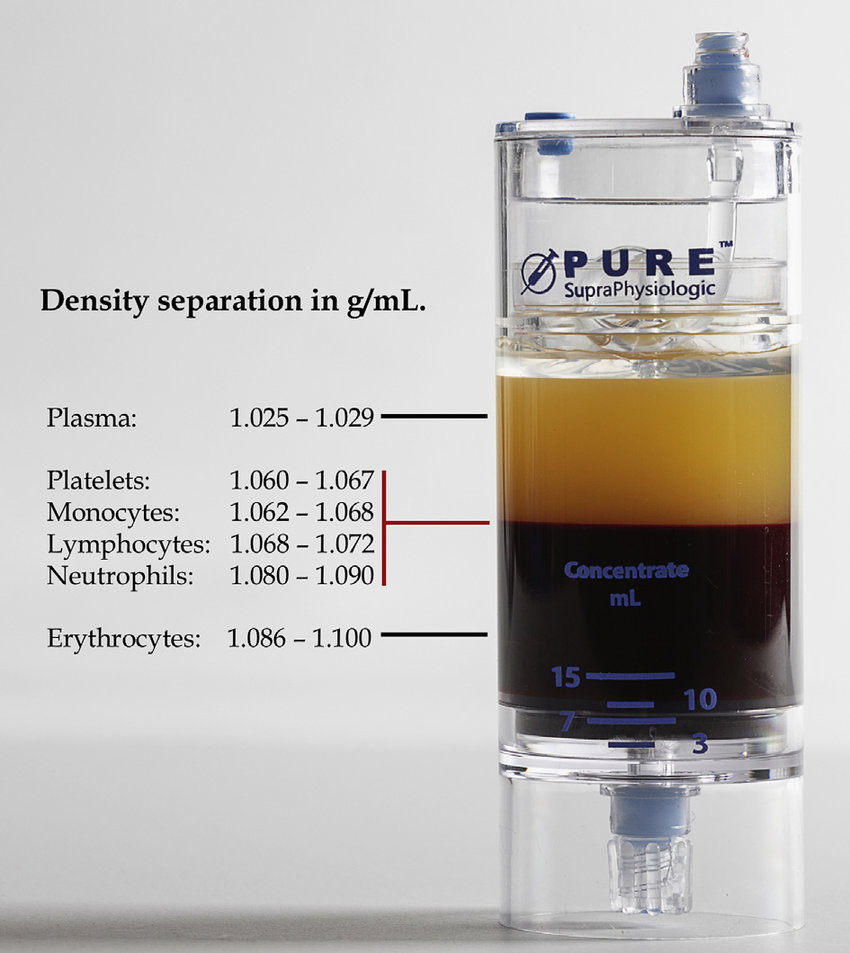 Density separation in g/mL.
Plasma: 1.025 – 1.029
Platelets: 1.060 – 1.067
Monocytes: 1.062 – 1.068
Lymphocytes: 1.068 – 1.072
Neutrophils: 1.080 – 1.090
Erythrocytes: 1.086 – 1.100
PURE™
SupraPhysiologic
Concentrate
mL
15
10
7
3